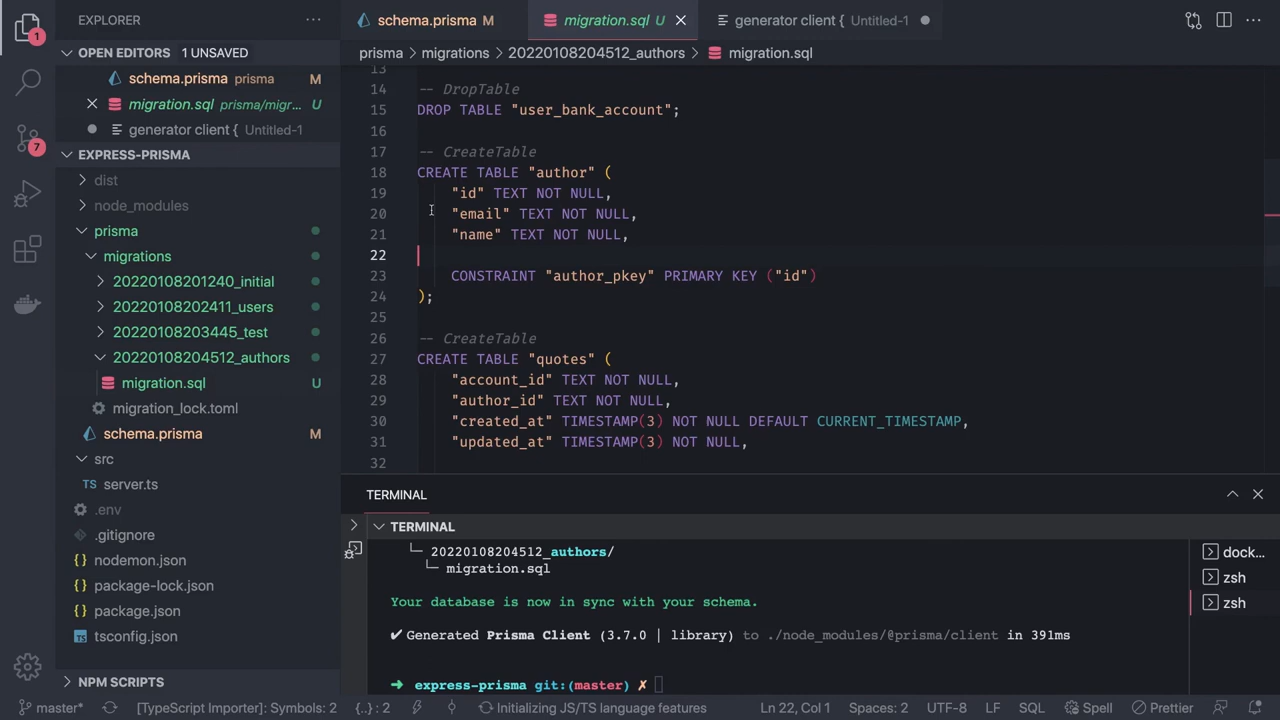 EXPLORER
schema.prisma M
migration.sql U
generator client { Untitled-1
1
OPEN EDITORS 1 UNSAVED
schema.prisma prisma M
migration.sql prisma/migr... U
generator client { Untitled-1
7
EXPRESS-PRISMA
dist
node_modules
prisma
migrations
20220108201240_initial
20220108202411_users
20220108203445_test
20220108204512_authors
migration.sql U
migration_lock.toml
schema.prisma M
src
TS server.ts
.env
.gitignore
nodemon.json
package-lock.json
package.json
TS tsconfig.json
NPM SCRIPTS
prisma > migrations > 20220108204512_authors > migration.sql
13
14 -- DropTable
15 DROP TABLE "user_bank_account";
16
17 -- CreateTable
18 CREATE TABLE "author" (
19 "id" TEXT NOT NULL,
20 "email" TEXT NOT NULL,
21 "name" TEXT NOT NULL,
22
23 CONSTRAINT "author_pkey" PRIMARY KEY ("id")
24 );
25
26 -- CreateTable
27 CREATE TABLE "quotes" (
28 "account_id" TEXT NOT NULL,
29 "author_id" TEXT NOT NULL,
30 "created_at" TIMESTAMP(3) NOT NULL DEFAULT CURRENT_TIMESTAMP,
31 "updated_at" TIMESTAMP(3) NOT NULL,
32
TERMINAL
TERMINAL
└─ 20220108204512_authors/
└─ migration.sql
Your database is now in sync with your schema.
✔ Generated Prisma Client (3.7.0 | library) to ./node_modules/@prisma/client in 391ms
➜ express-prisma git:(master) ✗
dock...
zsh
zsh
master* [TypeScript Importer]: Symbols: 2 {..} : 2 Initializing JS/TS language features Ln 22, Col 1 Spaces: 2 UTF-8 LF SQL Spell Prettier